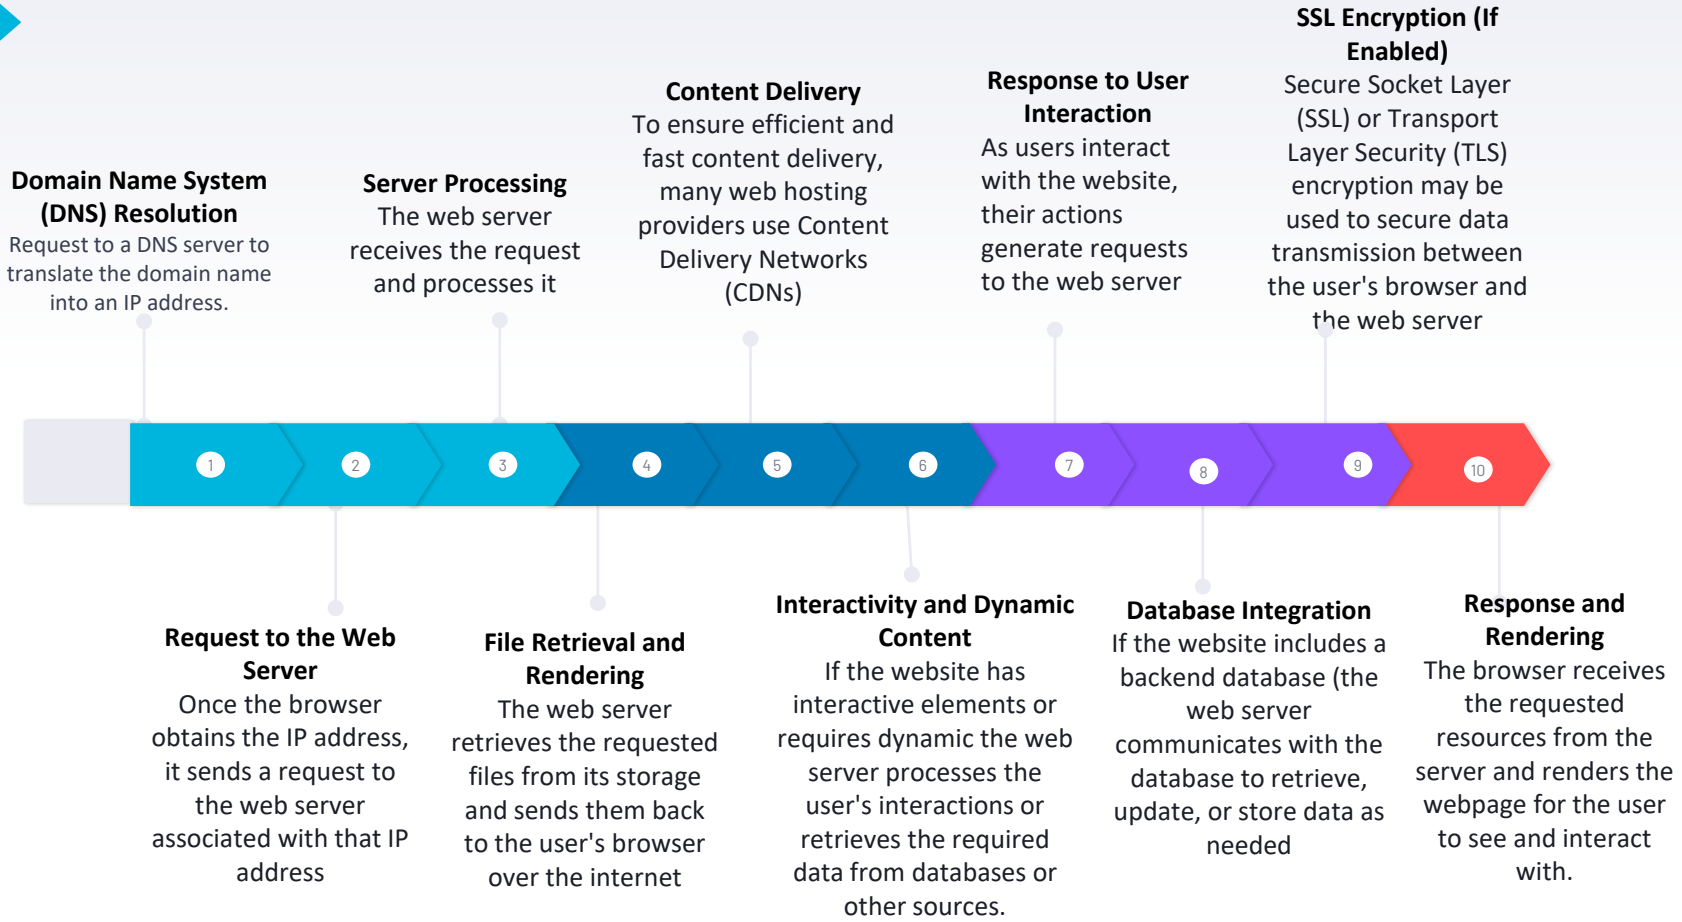 Domain Name System
(DNS) Resolution
Request to a DNS server to
translate the domain name
into an IP address.
Server Processing
The web server
receives the request
and processes it
Content Delivery
To ensure efficient and
fast content delivery,
many web hosting
providers use Content
Delivery Networks
(CDNs)
Response to User
Interaction
As users interact
with the website,
their actions
generate requests
to the web server
SSL Encryption (If
Enabled)
Secure Socket Layer
(SSL) or Transport
Layer Security (TLS)
encryption may be
used to secure data
transmission between
the user's browser and
the web server
1
2
3
4
5
6
7
8
9
10
Request to the Web
Server
Once the browser
obtains the IP address,
it sends a request to
the web server
associated with that IP
address
File Retrieval and
Rendering
The web server
retrieves the requested
files from its storage
and sends them back
to the user's browser
over the internet
Interactivity and Dynamic
Content
If the website has
interactive elements or
requires dynamic the web
server processes the
user's interactions or
retrieves the required
data from databases or
other sources.
Database Integration
If the website includes a
backend database (the
web server
communicates with the
database to retrieve,
update, or store data as
needed
Response and
Rendering
The browser receives
the requested
resources from the
server and renders the
webpage for the user
to see and interact
with.